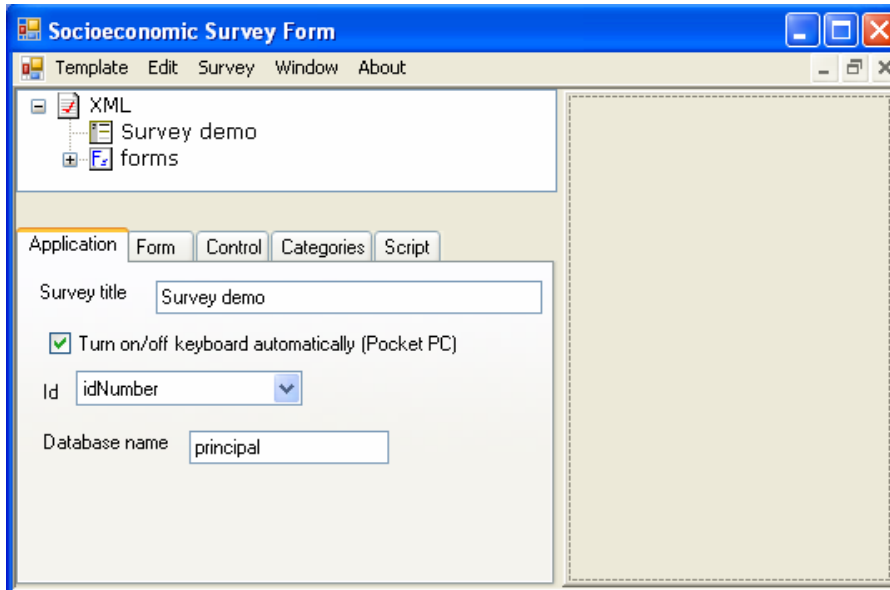 Socioeconomic Survey Form
Template Edit Survey Window About
XML
Survey demo
forms
Application Form Control Categories Script
Survey title Survey demo
Turn on/off keyboard automatically (Pocket PC)
Id idNumber
Database name principal